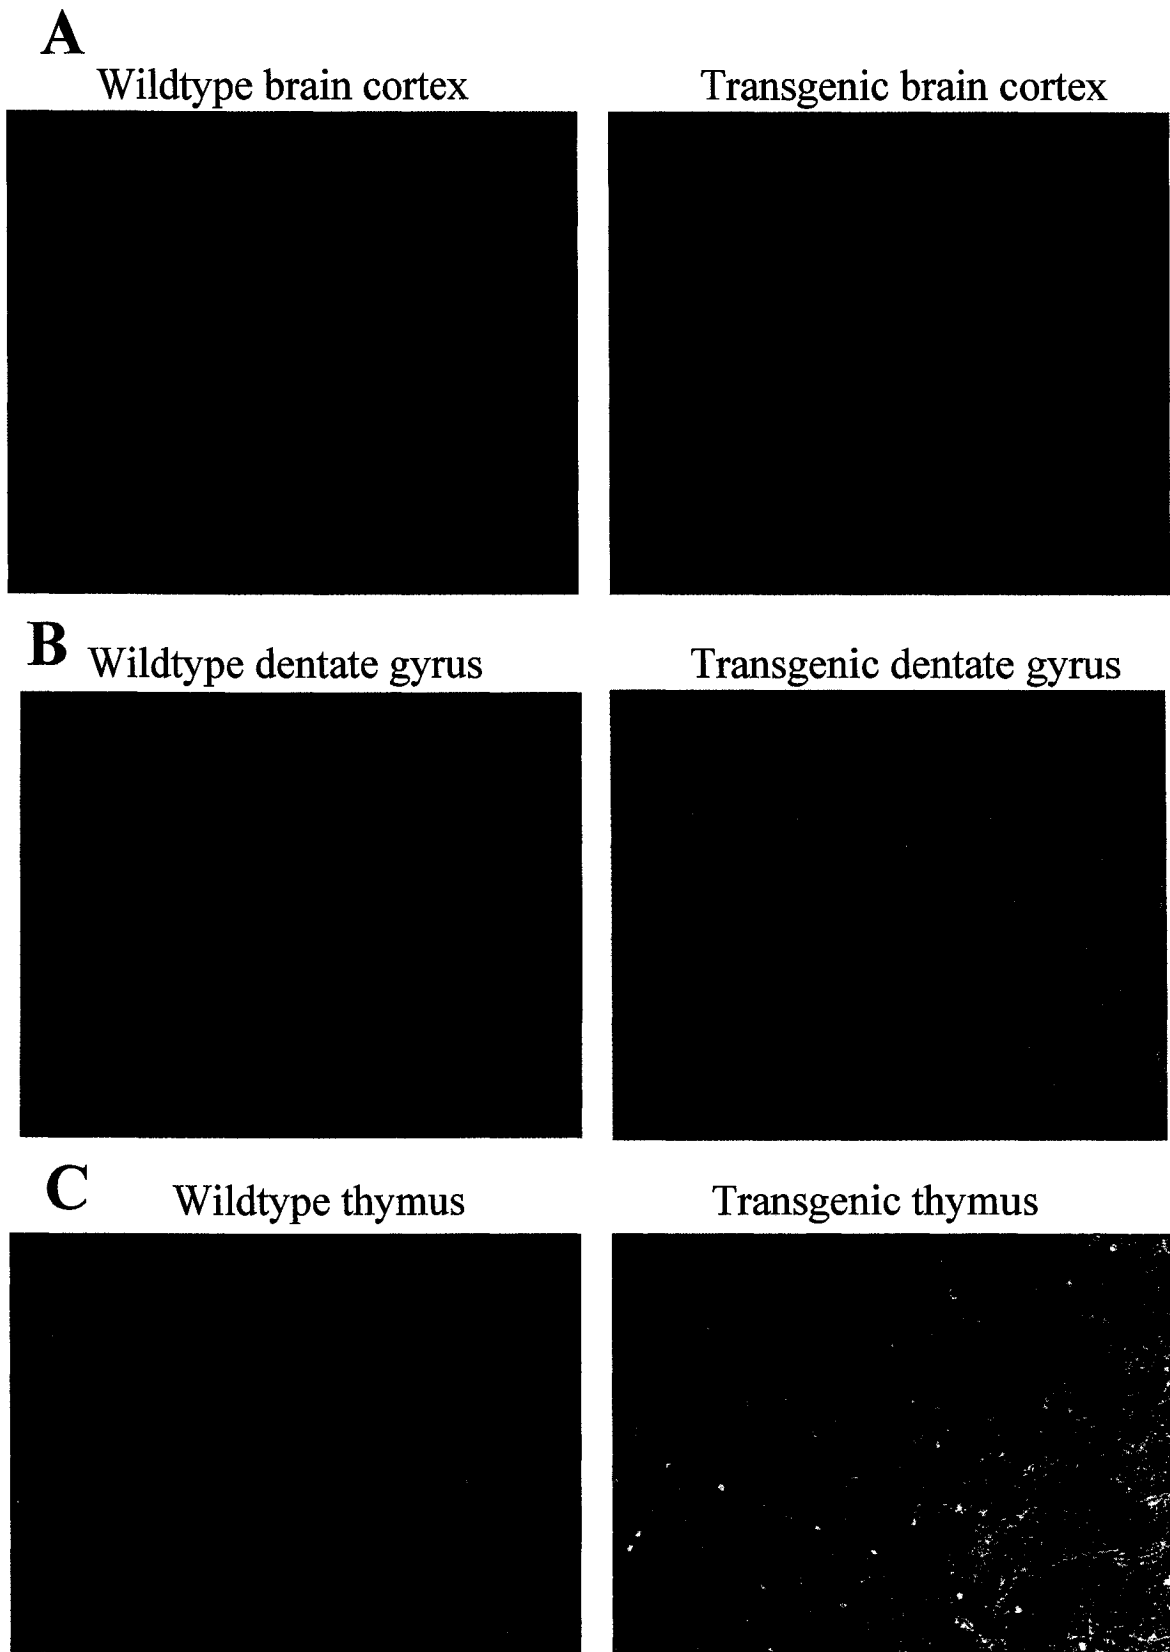 A
Wildtype brain cortex Transgenic brain cortex
B
Wildtype dentate gyrus Transgenic dentate gyrus
C
Wildtype thymus Transgenic thymus